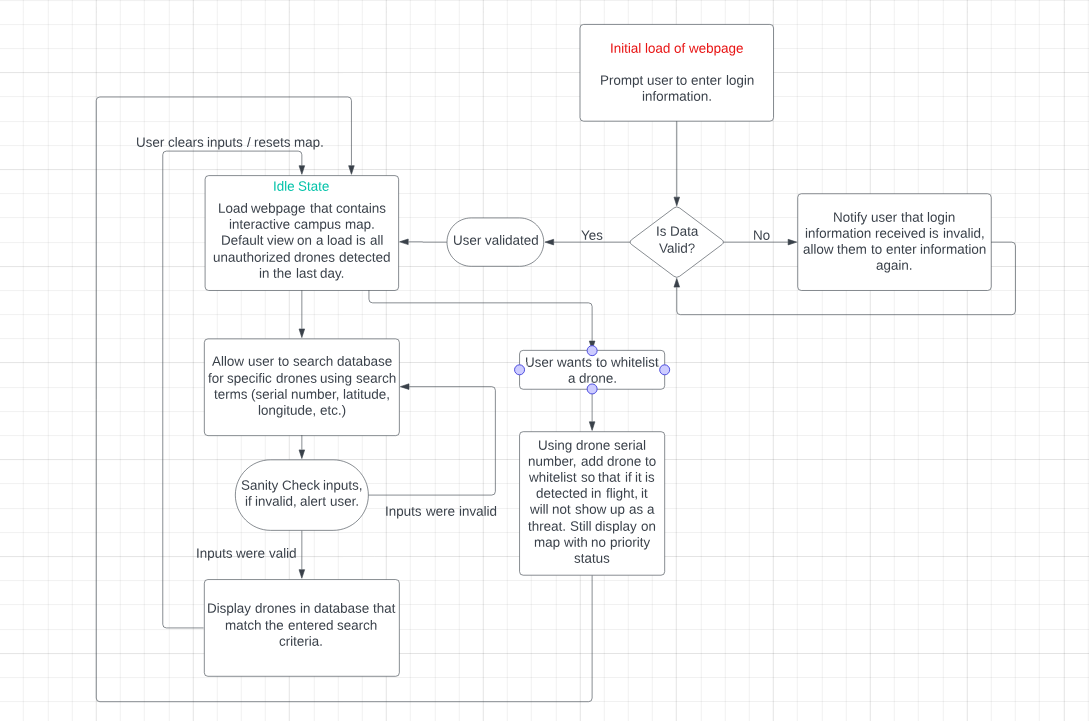 Initial load of webpage
Prompt user to enter login
information.
User clears inputs / resets map.
Idle State
Load webpage that contains
interactive campus map.
Default view on a load is all
unauthorized drones detected
in the last day.
User validated
Yes
Is Data
Valid?
No
Notify user that login
information received is invalid,
allow them to enter information
again.
Allow user to search database
for specific drones using search
terms (serial number, latitude,
longitude, etc.)
User wants to whitelist
a drone.
Using drone serial
number, add drone to
whitelist so that if it is
detected in flight, it
will not show up as a
threat. Still display on
map with no priority
status
Sanity Check inputs,
if invalid, alert user.
Inputs were invalid
Inputs were valid
Display drones in database that
match the entered search
criteria.